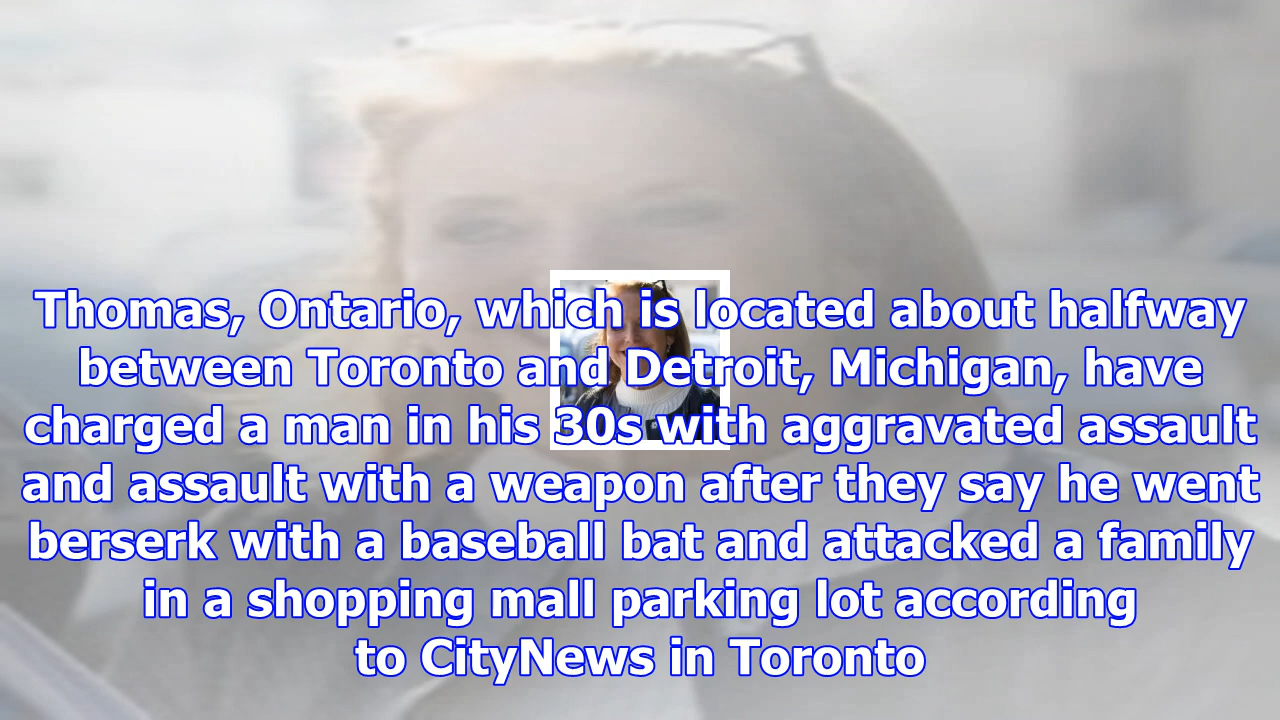 Thomas, Ontario, which is located about halfway
between Toronto and Detroit, Michigan, have
charged a man in his 30s with aggravated assault
and assault with a weapon after they say he went
berserk with a baseball bat and attacked a family
in a shopping mall parking lot according
to CityNews in Toronto